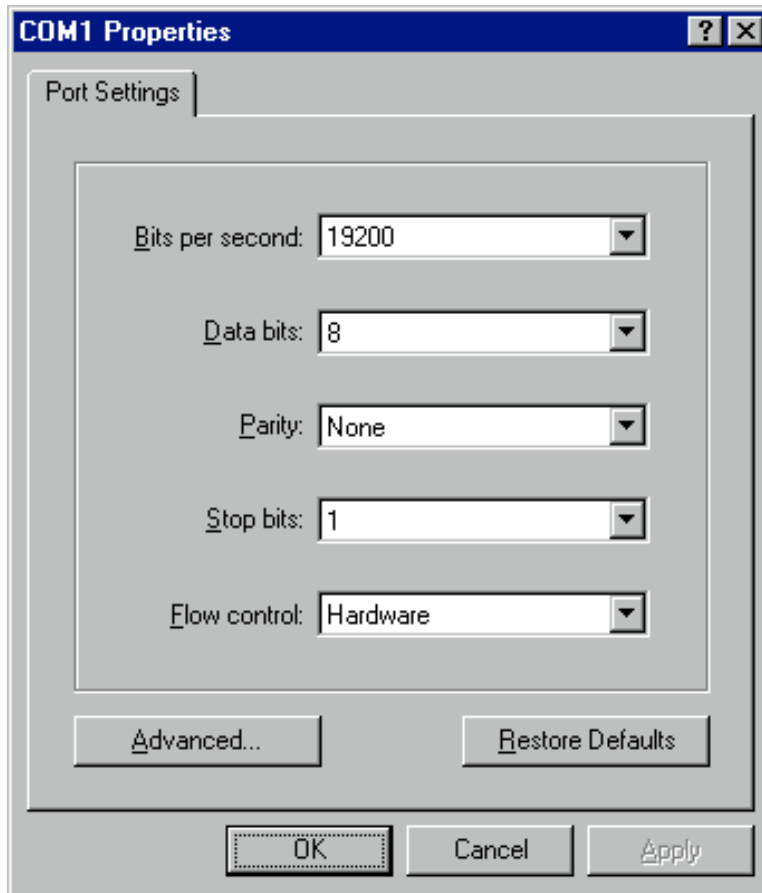 COM1 Properties
Port Settings
Bits per second: 19200
Data bits: 8
Parity: None
Stop bits: 1
Flow control: Hardware
Advanced... Restore Defaults
OK Cancel Apply